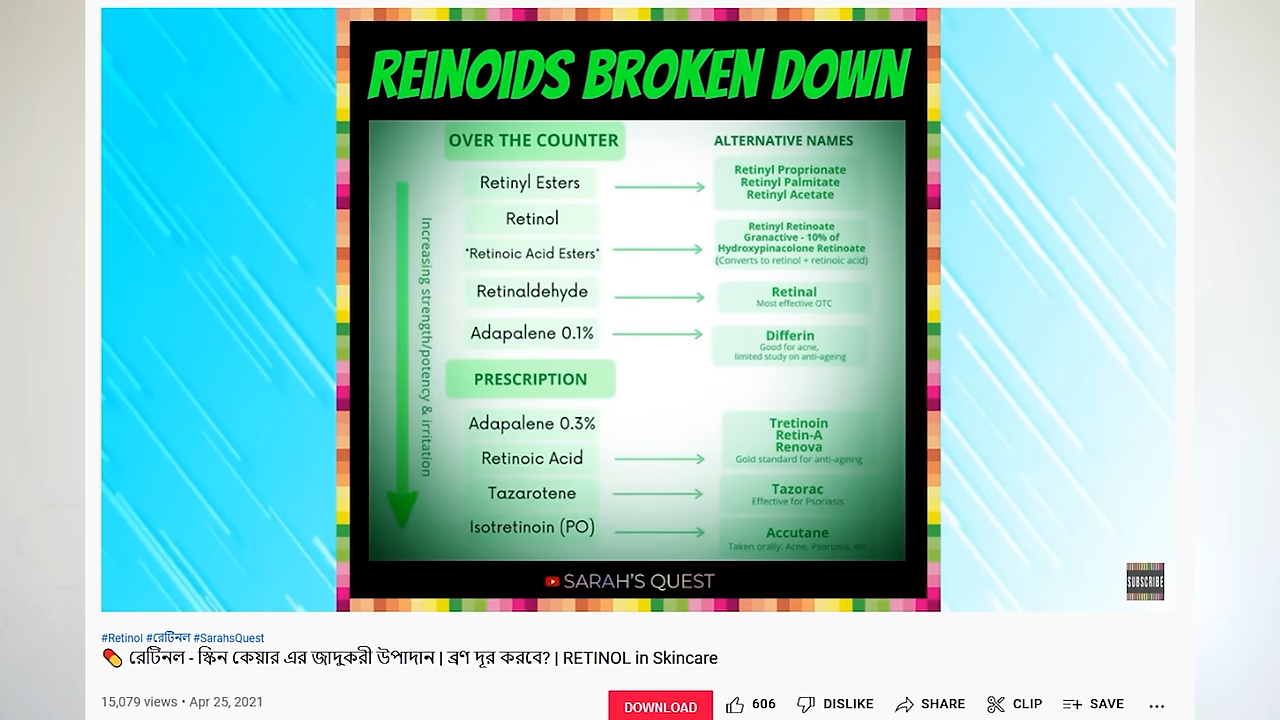 REINOIDS BROKEN DOWN
OVER THE COUNTER
ALTERNATIVE NAMES
Retinyl Esters
Retinyl Proprionate
Retinyl Palmitate
Retinyl Acetate
Retinol
*Retinoic Acid Esters*
Retinyl Retinoate
Granactive - 10% of
Hydroxypinacolone Retinoate
(Converts to retinol + retinoic acid)
Retinaldehyde
Retinal
Most effective OTC
Adapalene 0.1%
Differin
Good for acne,
limited study on anti-ageing
Increasing strength/potency & irritation
PRESCRIPTION
Adapalene 0.3%
Retinoic Acid
Tretinoin
Retin-A
Renova
Gold standard for anti-ageing
Tazarotene
Tazorac
Effective for Psoriasis
Isotretinoin (PO)
Accutane
Taken orally: Acne, Psoriasis, etc
SARAH'S QUEST
SUBSCRIBE
#Retinol #রেটিনল #SarahsQuest
রেটিনল - স্কিন কেয়ার এর জাদুকরী উপাদান | ব্রণ দূর করবে? | RETINOL in Skincare
15,079 views • Apr 25, 2021
DOWNLOAD
606
DISLIKE
SHARE
CLIP
SAVE